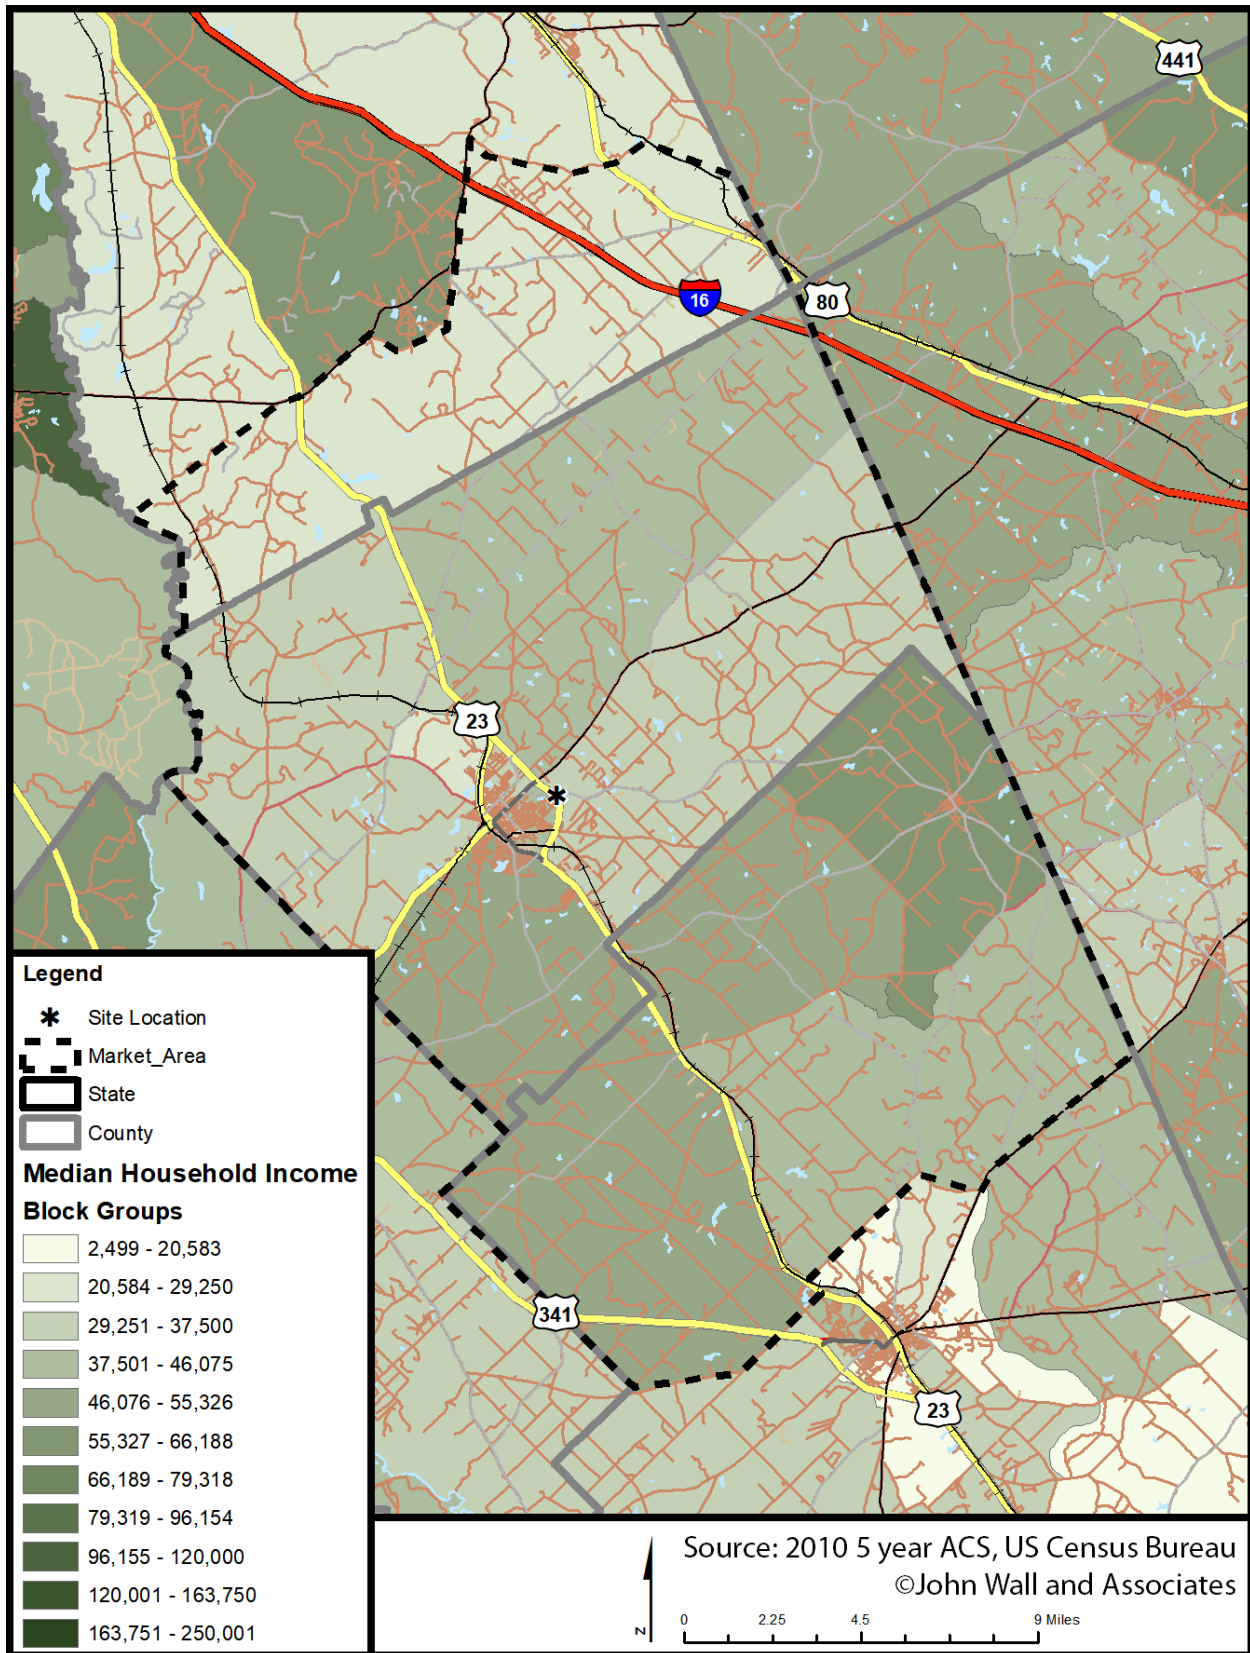 441
16
80
23
341
23
Legend
Site Location
Market_Area
State
County
Median Household Income
Block Groups
2,499 - 20,583
20,584 - 29,250
29,251 - 37,500
37,501 - 46,075
46,076 - 55,326
55,327 - 66,188
66,189 - 79,318
79,319 - 96,154
96,155 - 120,000
120,001 - 163,750
163,751 - 250,001
Source: 2010 5 year ACS, US Census Bureau
©John Wall and Associates
N
0 2.25 4.5 9 Miles